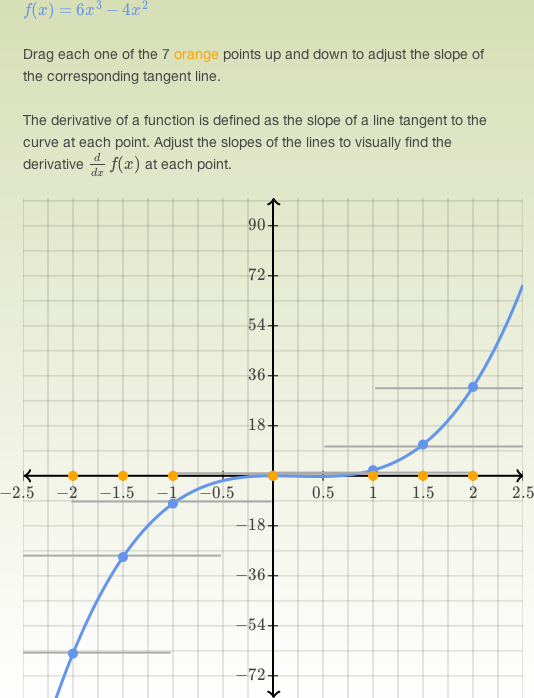 f(x) = 6x³ − 4x²
Drag each one of the 7 orange points up and down to adjust the slope of
the corresponding tangent line.
The derivative of a function is defined as the slope of a line tangent to the
curve at each point. Adjust the slopes of the lines to visually find the
derivative d/dx f(x) at each point.
90
72
54
36
18
−2.5 −2 −1.5 −1 −0.5 0.5 1 1.5 2 2.5
−18
−36
−54
−72